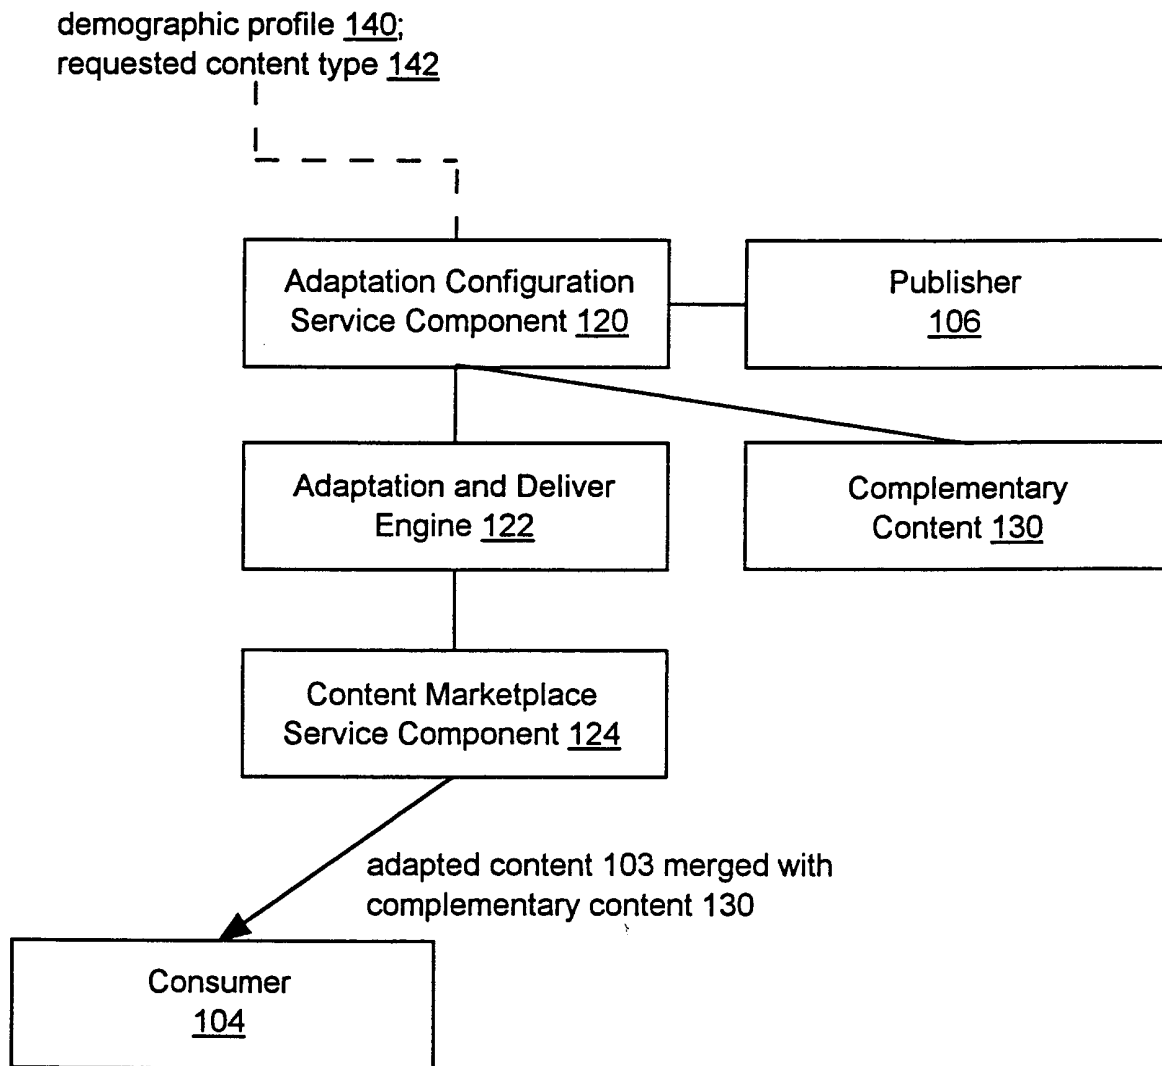 demographic profile 140;
requested content type 142
Adaptation Configuration
Service Component 120
Publisher
106
Adaptation and Deliver
Engine 122
Complementary
Content 130
Content Marketplace
Service Component 124
adapted content 103 merged with
complementary content 130
Consumer
104